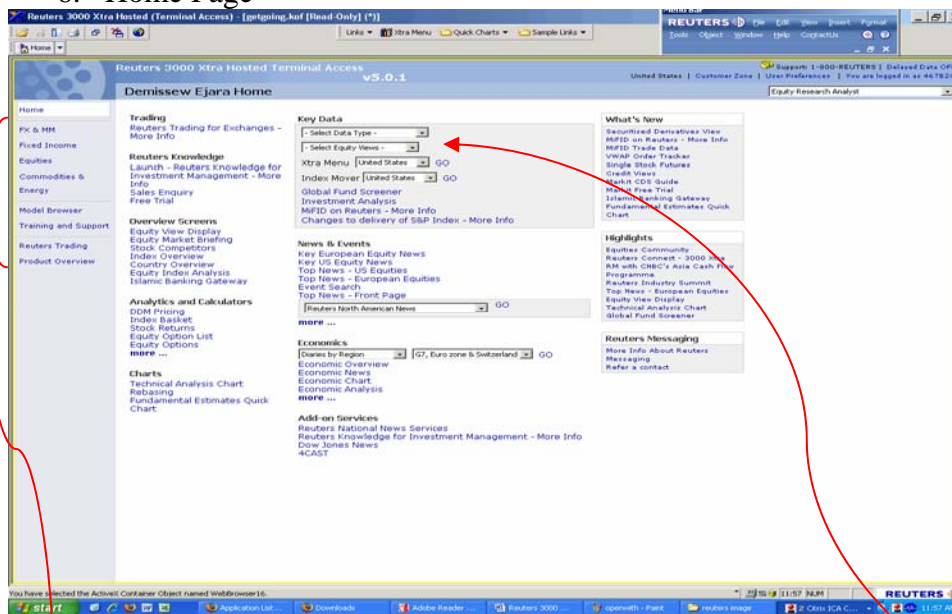 Home Page
Reuters 3000 Xtra Hosted (Terminal Access) - [getgoing.kof [Read-Only] (*)]
Menu Bar
REUTERS File Edit View Insert Format
Tools Object Window Help ContactUs
Links Xtra Menu Quick Charts Sample Links
Home
Reuters 3000 Xtra Hosted Terminal Access
v5.0.1
Support: 1-800-REUTERS | Delayed Data OFF
United States | Customer Zone | User Preferences | You are logged in as
Demissew Ejara Home
Equity Research Analyst
Home
FX & MM
Fixed Income
Equities
Commodities &
Energy
Model Browser
Training and Support
Reuters Trading
Product Overview
Trading
Reuters Trading for Exchanges -
More Info
Reuters Knowledge
Launch - Reuters Knowledge for
Investment Management - More
Info
Sales Enquiry
Free Trial
Overview Screens
Equity View Display
Equity Market Briefing
Stock Competitors
Index Overview
Country Overview
Equity Index Analysis
Islamic Banking Gateway
Analytics and Calculators
DDM Pricing
Index Basket
Stock Returns
Equity Option List
Equity Options
more ...
Charts
Technical Analysis Chart
Rebasing
Fundamental Estimates Quick
Chart
Key Data
- Select Data Type -
- Select Equity Views -
Xtra Menu United States GO
Index Mover United States GO
Global Fund Screener
Investment Analysis
MiFID on Reuters - More Info
Changes to delivery of S&P Index - More Info
News & Events
Key European Equity News
Key US Equity News
Top News - US Equities
Top News - European Equities
Event Search
Top News - Front Page
Reuters North American News GO
more ...
Economics
Diaries by Region G7, Euro zone & Switzerland GO
Economic Overview
Economic News
Economic Chart
Economic Analysis
more ...
Add-on Services
Reuters National News Services
Reuters Knowledge for Investment Management - More Info
Dow Jones News
4CAST
What's New
Securitised Derivatives View
MiFID on Reuters - More Info
MiFID Trade Data
VWAP Order Tracker
Single Stock Futures
Credit Views
Markit CDS Guide
Markit Free Trial
Islamic Banking Gateway
Fundamental Estimates Quick
Chart
Highlights
Equities Community
Reuters Connect - 3000 Xtra
RM with CNBC's Asia Cash Flow
Programme
Reuters Industry Summit
Top News - European Equities
Equity View Display
Technical Analysis Chart
Global Fund Screener
Reuters Messaging
More Info About Reuters
Messaging
Refer a contact
You have selected the ActiveX Container Object named WebBrowser16.
11:57 NUM REUTERS
start Application List... Downloads Adobe Reader ... Reuters 3000 ... openwith - Paint reuters image 2 Citrix ICA C...